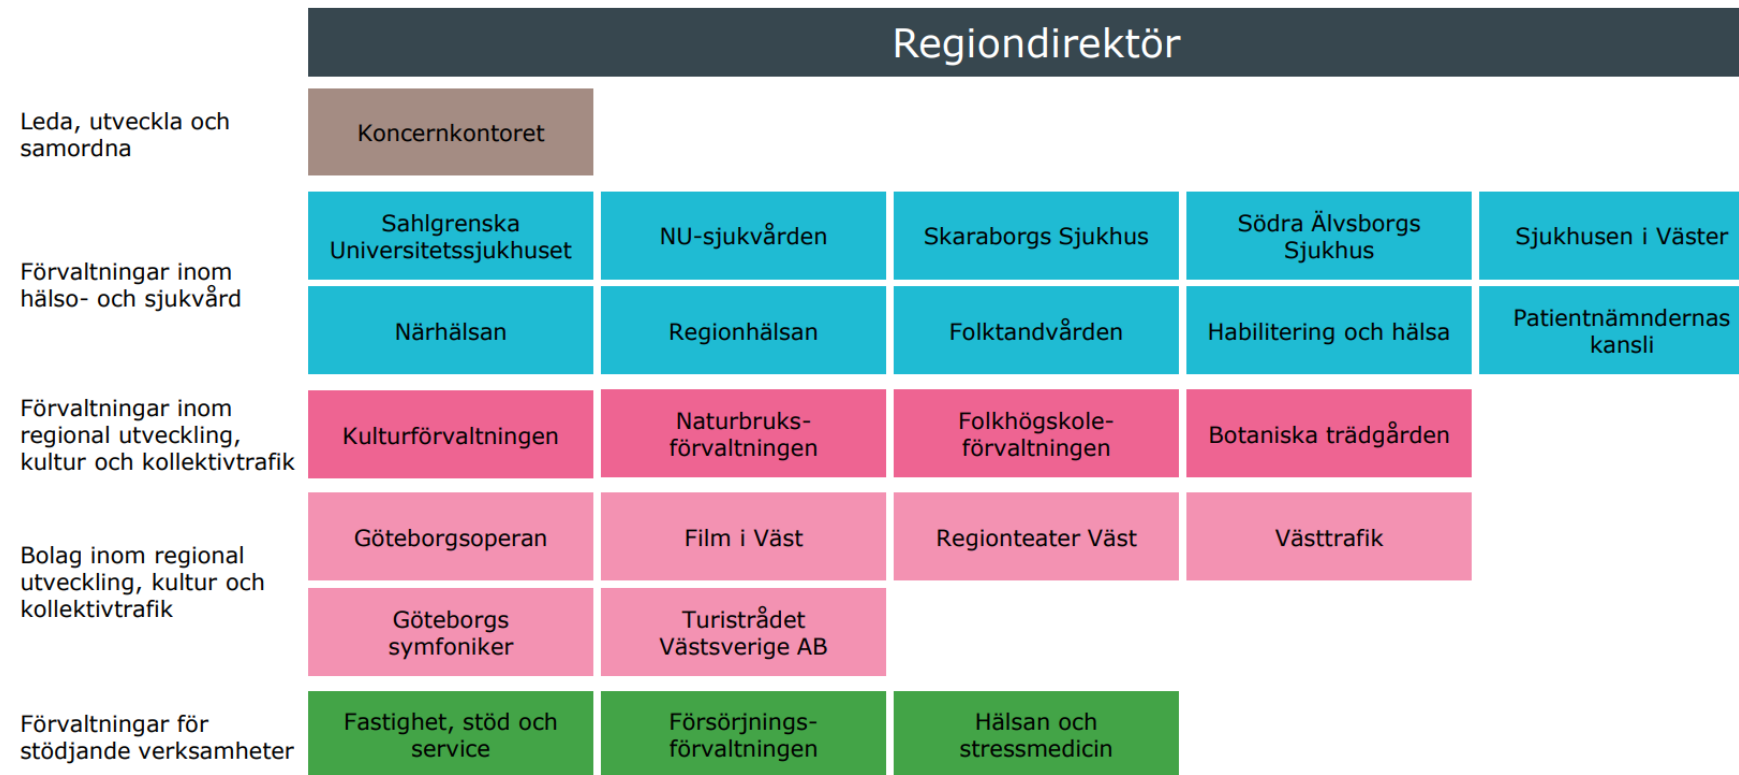 Regiondirektör
Leda, utveckla och
samordna
Koncernkontoret
Förvaltningar inom
hälso- och sjukvård
Sahlgrenska
Universitetssjukhuset
NU-sjukvården
Skaraborgs Sjukhus
Södra Älvsborgs
Sjukhus
Sjukhusen i Väster
Närhälsan
Regionhälsan
Folktandvården
Habilitering och hälsa
Patientnämndernas
kansli
Förvaltningar inom
regional utveckling,
kultur och kollektivtrafik
Kulturförvaltningen
Naturbruks-
förvaltningen
Folkhögskole-
förvaltningen
Botaniska trädgården
Bolag inom regional
utveckling, kultur och
kollektivtrafik
Göteborgsoperan
Film i Väst
Regionteater Väst
Västtrafik
Göteborgs
symfoniker
Turistrådet
Västsverige AB
Förvaltningar för
stödjande verksamheter
Fastighet, stöd och
service
Försörjnings-
förvaltningen
Hälsan och
stressmedicin